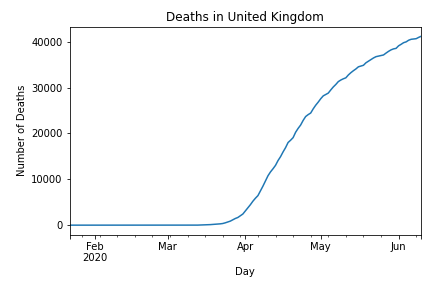 Deaths in United Kingdom
Number of Deaths
40000
30000
20000
10000
0
Feb Mar Apr May Jun
2020
Day